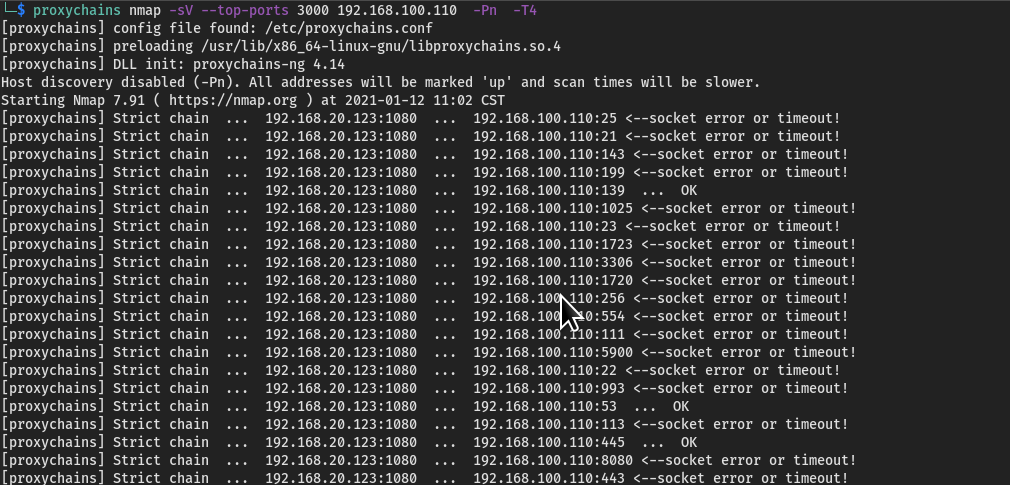 └─$ proxychains nmap -sV --top-ports 3000 192.168.100.110  -Pn  -T4
[proxychains] config file found: /etc/proxychains.conf
[proxychains] preloading /usr/lib/x86_64-linux-gnu/libproxychains.so.4
[proxychains] DLL init: proxychains-ng 4.14
Host discovery disabled (-Pn). All addresses will be marked 'up' and scan times will be slower.
Starting Nmap 7.91 ( https://nmap.org ) at 2021-01-12 11:02 CST
[proxychains] Strict chain  ...  192.168.20.123:1080  ...  192.168.100.110:25 <--socket error or timeout!
[proxychains] Strict chain  ...  192.168.20.123:1080  ...  192.168.100.110:21 <--socket error or timeout!
[proxychains] Strict chain  ...  192.168.20.123:1080  ...  192.168.100.110:143 <--socket error or timeout!
[proxychains] Strict chain  ...  192.168.20.123:1080  ...  192.168.100.110:199 <--socket error or timeout!
[proxychains] Strict chain  ...  192.168.20.123:1080  ...  192.168.100.110:139  ...  OK
[proxychains] Strict chain  ...  192.168.20.123:1080  ...  192.168.100.110:1025 <--socket error or timeout!
[proxychains] Strict chain  ...  192.168.20.123:1080  ...  192.168.100.110:23 <--socket error or timeout!
[proxychains] Strict chain  ...  192.168.20.123:1080  ...  192.168.100.110:1723 <--socket error or timeout!
[proxychains] Strict chain  ...  192.168.20.123:1080  ...  192.168.100.110:3306 <--socket error or timeout!
[proxychains] Strict chain  ...  192.168.20.123:1080  ...  192.168.100.110:1720 <--socket error or timeout!
[proxychains] Strict chain  ...  192.168.20.123:1080  ...  192.168.100.110:256 <--socket error or timeout!
[proxychains] Strict chain  ...  192.168.20.123:1080  ...  192.168.100.110:554 <--socket error or timeout!
[proxychains] Strict chain  ...  192.168.20.123:1080  ...  192.168.100.110:111 <--socket error or timeout!
[proxychains] Strict chain  ...  192.168.20.123:1080  ...  192.168.100.110:5900 <--socket error or timeout!
[proxychains] Strict chain  ...  192.168.20.123:1080  ...  192.168.100.110:22 <--socket error or timeout!
[proxychains] Strict chain  ...  192.168.20.123:1080  ...  192.168.100.110:993 <--socket error or timeout!
[proxychains] Strict chain  ...  192.168.20.123:1080  ...  192.168.100.110:53  ...  OK
[proxychains] Strict chain  ...  192.168.20.123:1080  ...  192.168.100.110:113 <--socket error or timeout!
[proxychains] Strict chain  ...  192.168.20.123:1080  ...  192.168.100.110:445  ...  OK
[proxychains] Strict chain  ...  192.168.20.123:1080  ...  192.168.100.110:8080 <--socket error or timeout!
[proxychains] Strict chain  ...  192.168.20.123:1080  ...  192.168.100.110:443 <--socket error or timeout!